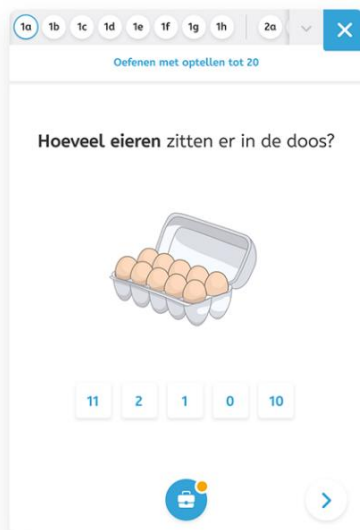 1a 1b 1c 1d 1e 1f 1g 1h 2a
Oefenen met optellen tot 20
Hoeveel eieren zitten er in de doos?
11 2 1 0 10